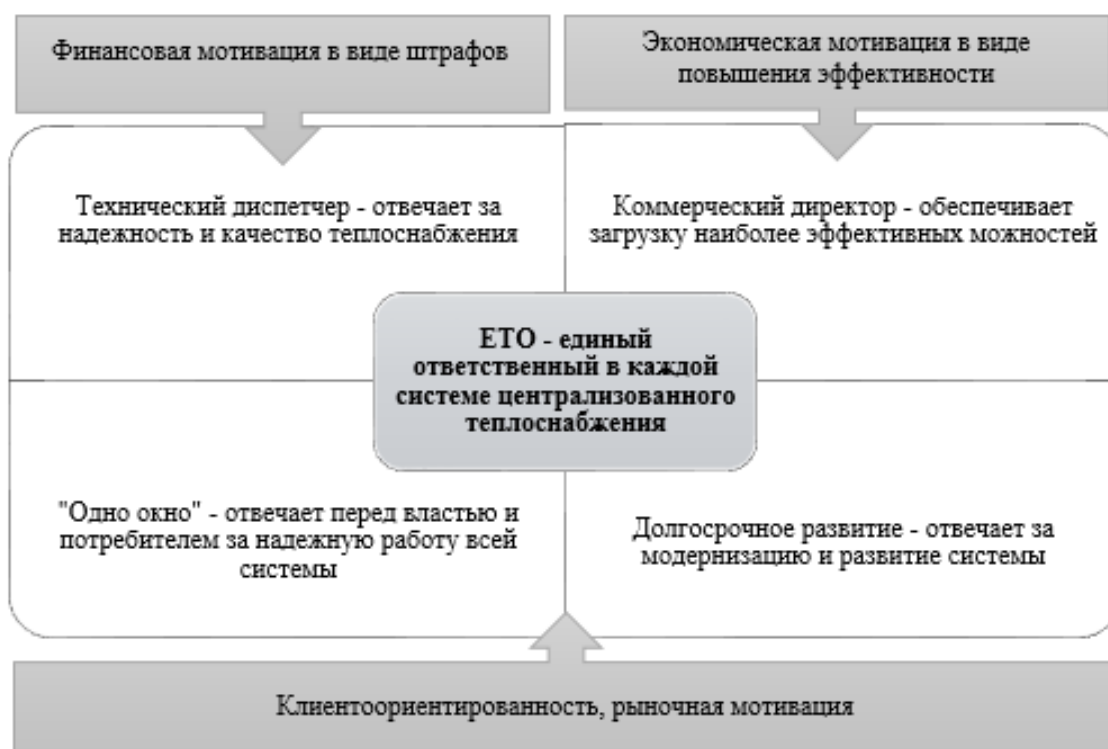 Финансовая мотивация в виде штрафов
Экономическая мотивация в виде
повышения эффективности
Технический диспетчер - отвечает за
надежность и качество теплоснабжения
Коммерческий директор - обеспечивает
загрузку наиболее эффективных можностей
ЕТО - единый
ответственный в каждой
системе централизованного
теплоснабжения
"Одно окно" - отвечает перед властью и
потребителем за надежную работу всей
системы
Долгосрочное развитие - отвечает за
модернизацию и развитие системы
Клиентоориентированность, рыночная мотивация